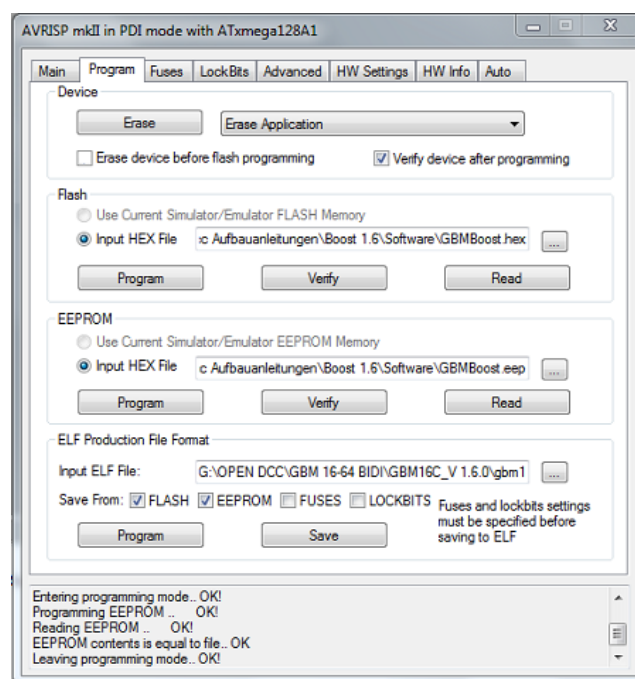 AVRISP mkII in PDI mode with ATxmega128A1
Main Program Fuses LockBits Advanced HW Settings HW Info Auto
Device
Erase Erase Application
Erase device before flash programming Verify device after programming
Flash
Use Current Simulator/Emulator FLASH Memory
Input HEX File :c Aufbauanleitungen\Boost 1.6\Software\GBMBoost.hex ...
Program Verify Read
EEPROM
Use Current Simulator/Emulator EEPROM Memory
Input HEX File c Aufbauanleitungen\Boost 1.6\Software\GBMBoost.eep ...
Program Verify Read
ELF Production File Format
Input ELF File: G:\OPEN DCC\GBM 16-64 BIDI\GBM16C_V 1.6.0\gbm1 ...
Save From: FLASH EEPROM FUSES LOCKBITS Fuses and lockbits settings
must be specified before
saving to ELF
Program Save
Entering programming mode.. OK!
Programming EEPROM .. OK!
Reading EEPROM .. OK!
EEPROM contents is equal to file.. OK
Leaving programming mode.. OK!